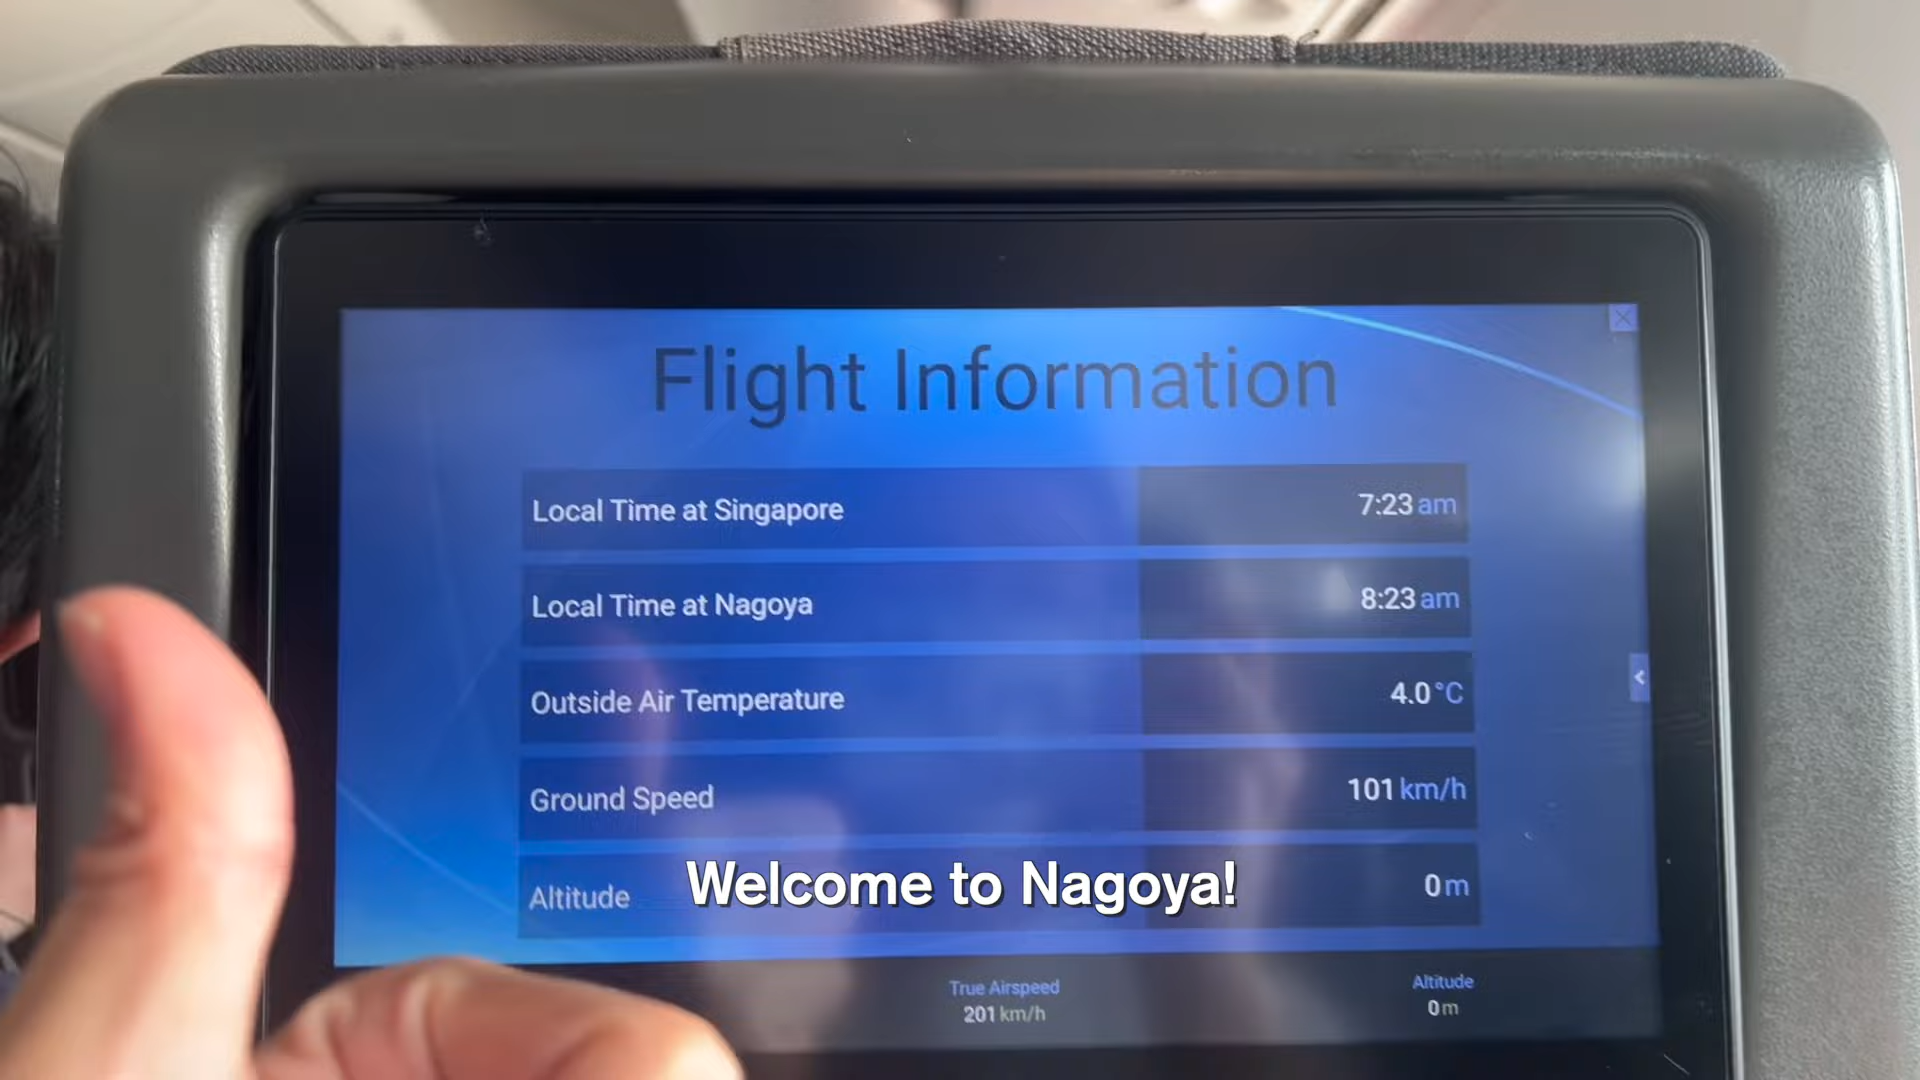 Flight Information
Local Time at Singapore 7:23 am
Local Time at Nagoya 8:23 am
Outside Air Temperature 4.0 °C
Ground Speed 101 km/h
Altitude 0 m
Welcome to Nagoya!
True Airspeed Altitude
201 km/h 0 m